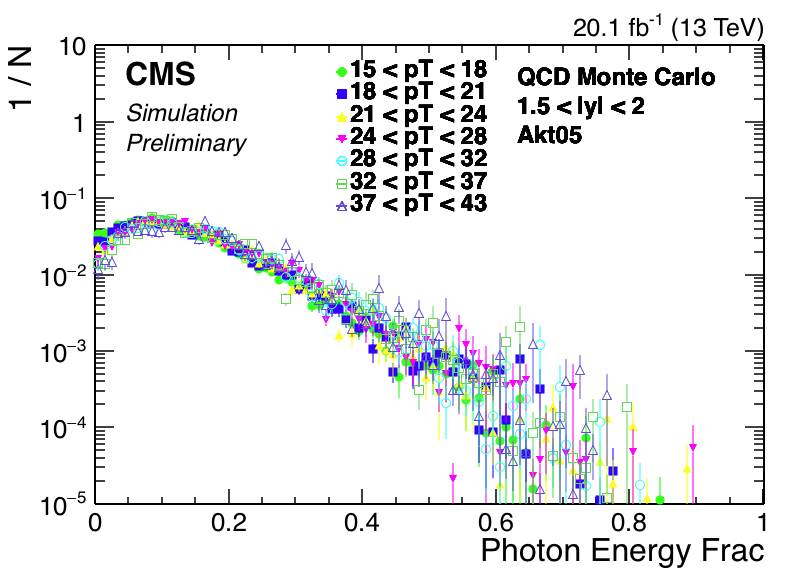 20.1 fb⁻¹ (13 TeV)
1 / N
10
1
10⁻¹
10⁻²
10⁻³
10⁻⁴
10⁻⁵
CMS
Simulation
Preliminary
15 < pT < 18
18 < pT < 21
21 < pT < 24
24 < pT < 28
28 < pT < 32
32 < pT < 37
37 < pT < 43
QCD Monte Carlo
1.5 < |y| < 2
Akt05
0 0.2 0.4 0.6 0.8 1
Photon Energy Frac